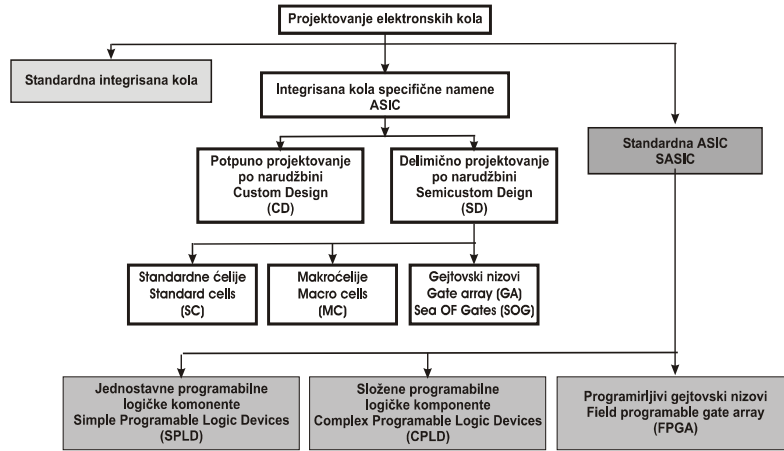 Projektovanje elektronskih kola
Standardna integrisana kola
Integrisana kola specifične namene
ASIC
Standardna ASIC
SASIC
Potpuno projektovanje
po narudžbini
Custom Design
(CD)
Delimično projektovanje
po narudžbini
Semicustom Deign
(SD)
Standardne ćelije
Standard cells
(SC)
Makroćelije
Macro cells
(MC)
Gejtovski nizovi
Gate array (GA)
Sea OF Gates (SOG)
Jednostavne programabilne
logičke komonente
Simple Programable Logic Devices
(SPLD)
Složene programabilne
logičke komponente
Complex Programable Logic Devices
(CPLD)
Programirljivi gejtovski nizovi
Field programable gate array
(FPGA)